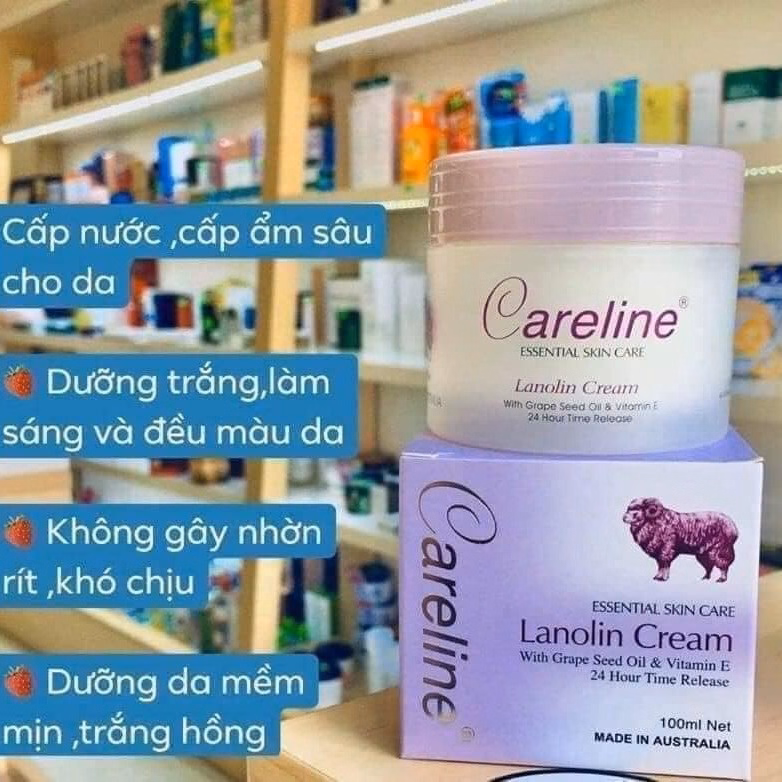 Cấp nước ,cấp ẩm sâu
cho da
🍓 Dưỡng trắng,làm
sáng và đều màu da
🍓 Không gây nhờn
rít ,khó chịu
🍓 Dưỡng da mềm
mịn ,trắng hồng
Careline®
ESSENTIAL SKIN CARE
Lanolin Cream
With Grape Seed Oil & Vitamin E
24 Hour Time Release
Careline®
ESSENTIAL SKIN CARE
Lanolin Cream
With Grape Seed Oil & Vitamin E
24 Hour Time Release
100ml Net
MADE IN AUSTRALIA